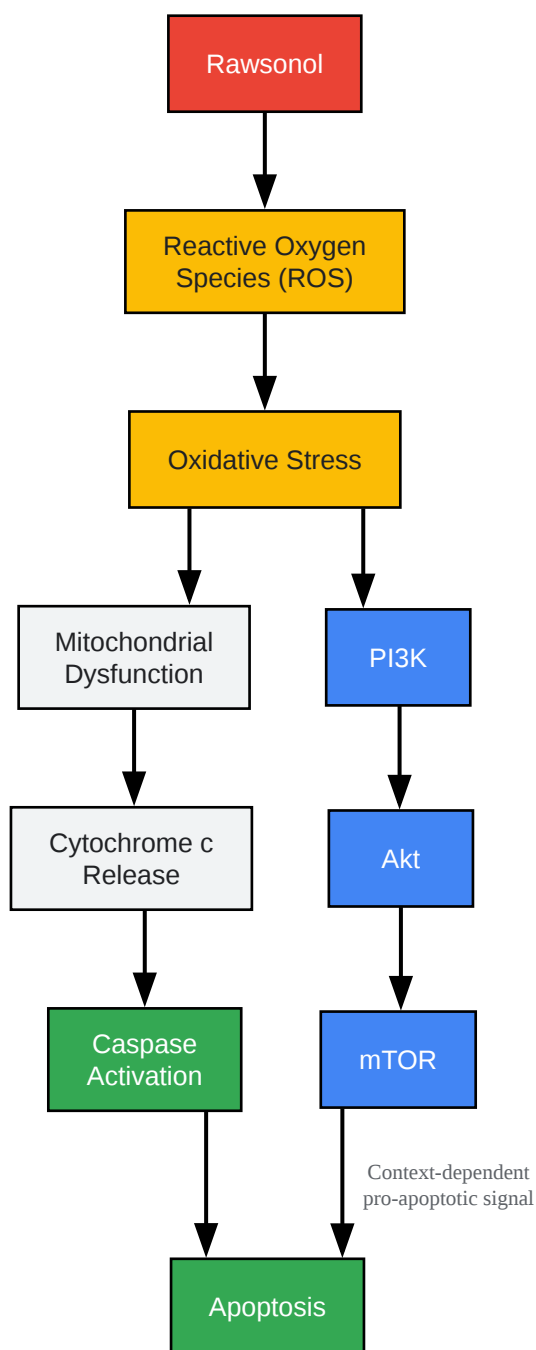 Rawsonol
Reactive Oxygen
Species (ROS)
Oxidative Stress
Mitochondrial
Dysfunction
PI3K
Cytochrome c
Release
Akt
Caspase
Activation
mTOR
Context-dependent
pro-apoptotic signal
Apoptosis